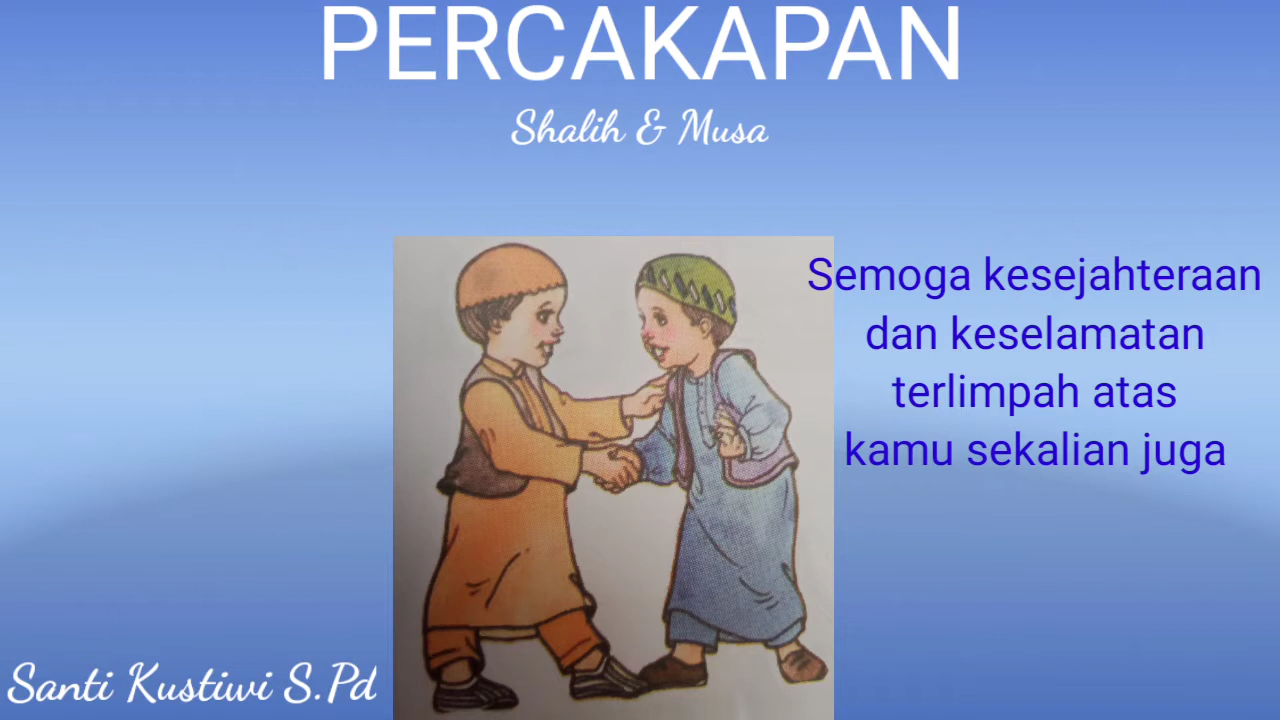 PERCAKAPAN
Shalih & Musa
Semoga kesejahteraan
dan keselamatan
terlimpah atas
kamu sekalian juga
Santi Kustiwi S.Pd